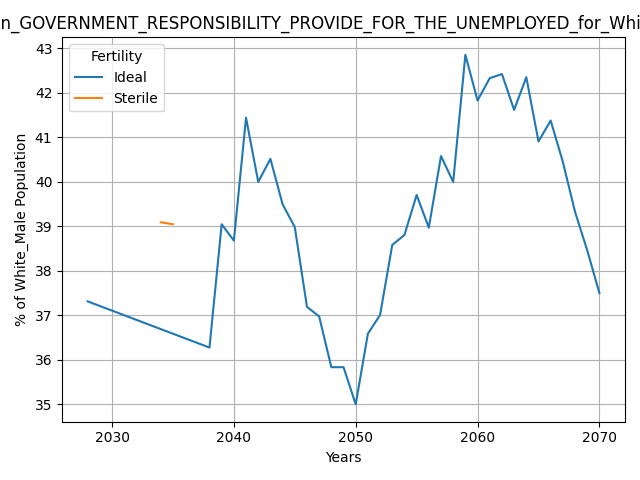 n_GOVERNMENT_RESPONSIBILITY_PROVIDE_FOR_THE_UNEMPLOYED_for_Whi
Fertility
Ideal
Sterile
43
42
41
40
39
38
37
36
35
% of White_Male Population
2030 2040 2050 2060 2070
Years